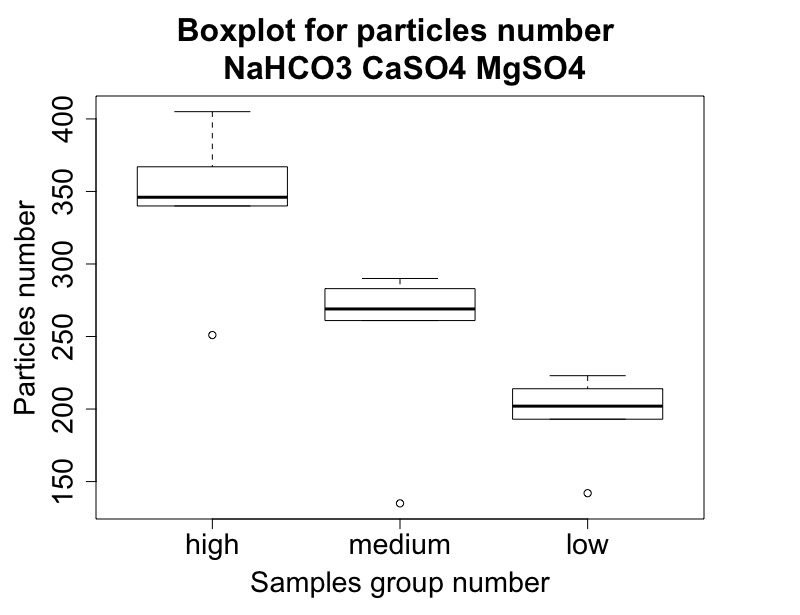 Boxplot for particles number
NaHCO3 CaSO4 MgSO4
Particles number
400
350
300
250
200
150
high medium low
Samples group number